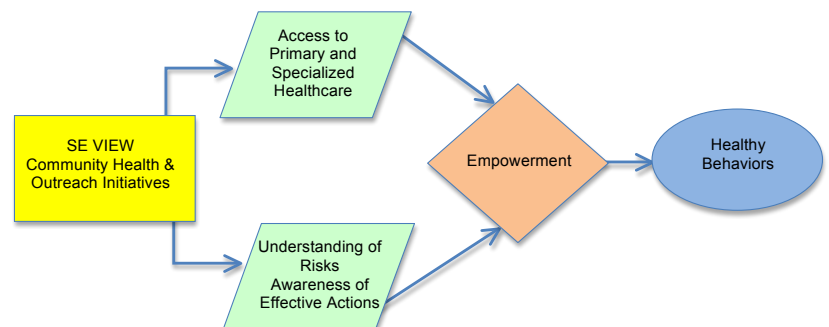 Access to
Primary and
Specialized
Healthcare
SE VIEW
Community Health &
Outreach Initiatives
Empowerment
Healthy
Behaviors
Understanding of
Risks
Awareness of
Effective Actions